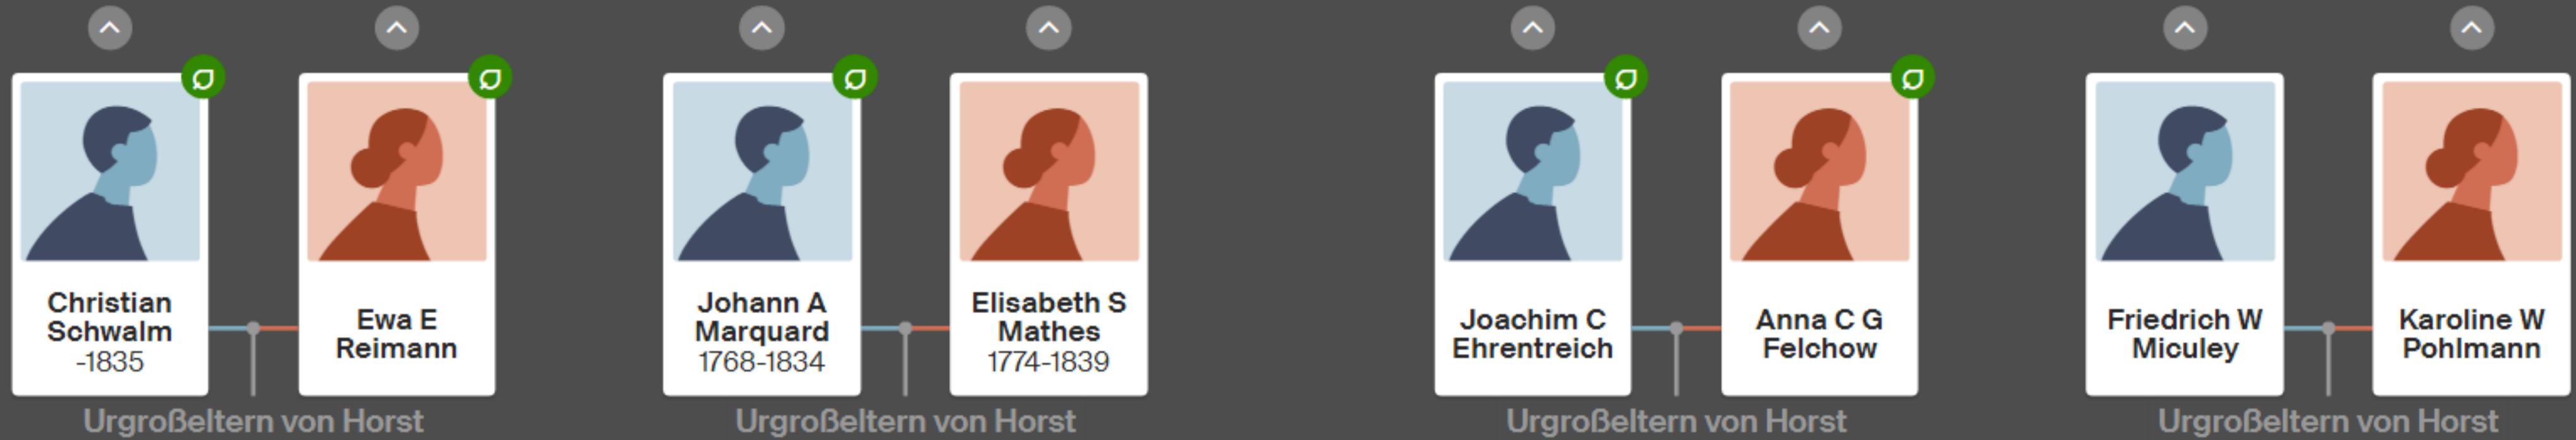 Christian
Schwalm
-1835
Ewa E
Reimann
Urgroßeltern von Horst
Johann A
Marquard
1768-1834
Elisabeth S
Mathes
1774-1839
Urgroßeltern von Horst
Joachim C
Ehrentreich
Anna C G
Felchow
Urgroßeltern von Horst
Friedrich W
Miculey
Karoline W
Pohlmann
Urgroßeltern von Horst